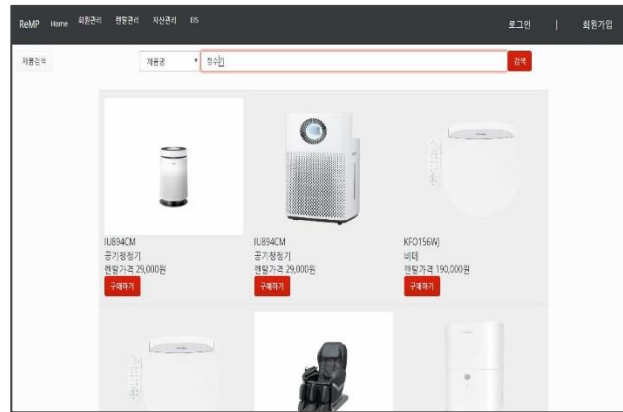 ReMP Home 회원관리 렌탈관리 자산관리 EIS 로그인 | 회원가입
제품검색 제품명 정수기 검색
IU894CM IU894CM KFO156WJ
공기청정기 공기청정기 비데
렌탈가격 29,000원 렌탈가격 29,000원 렌탈가격 190,000원
구매하기 구매하기 구매하기